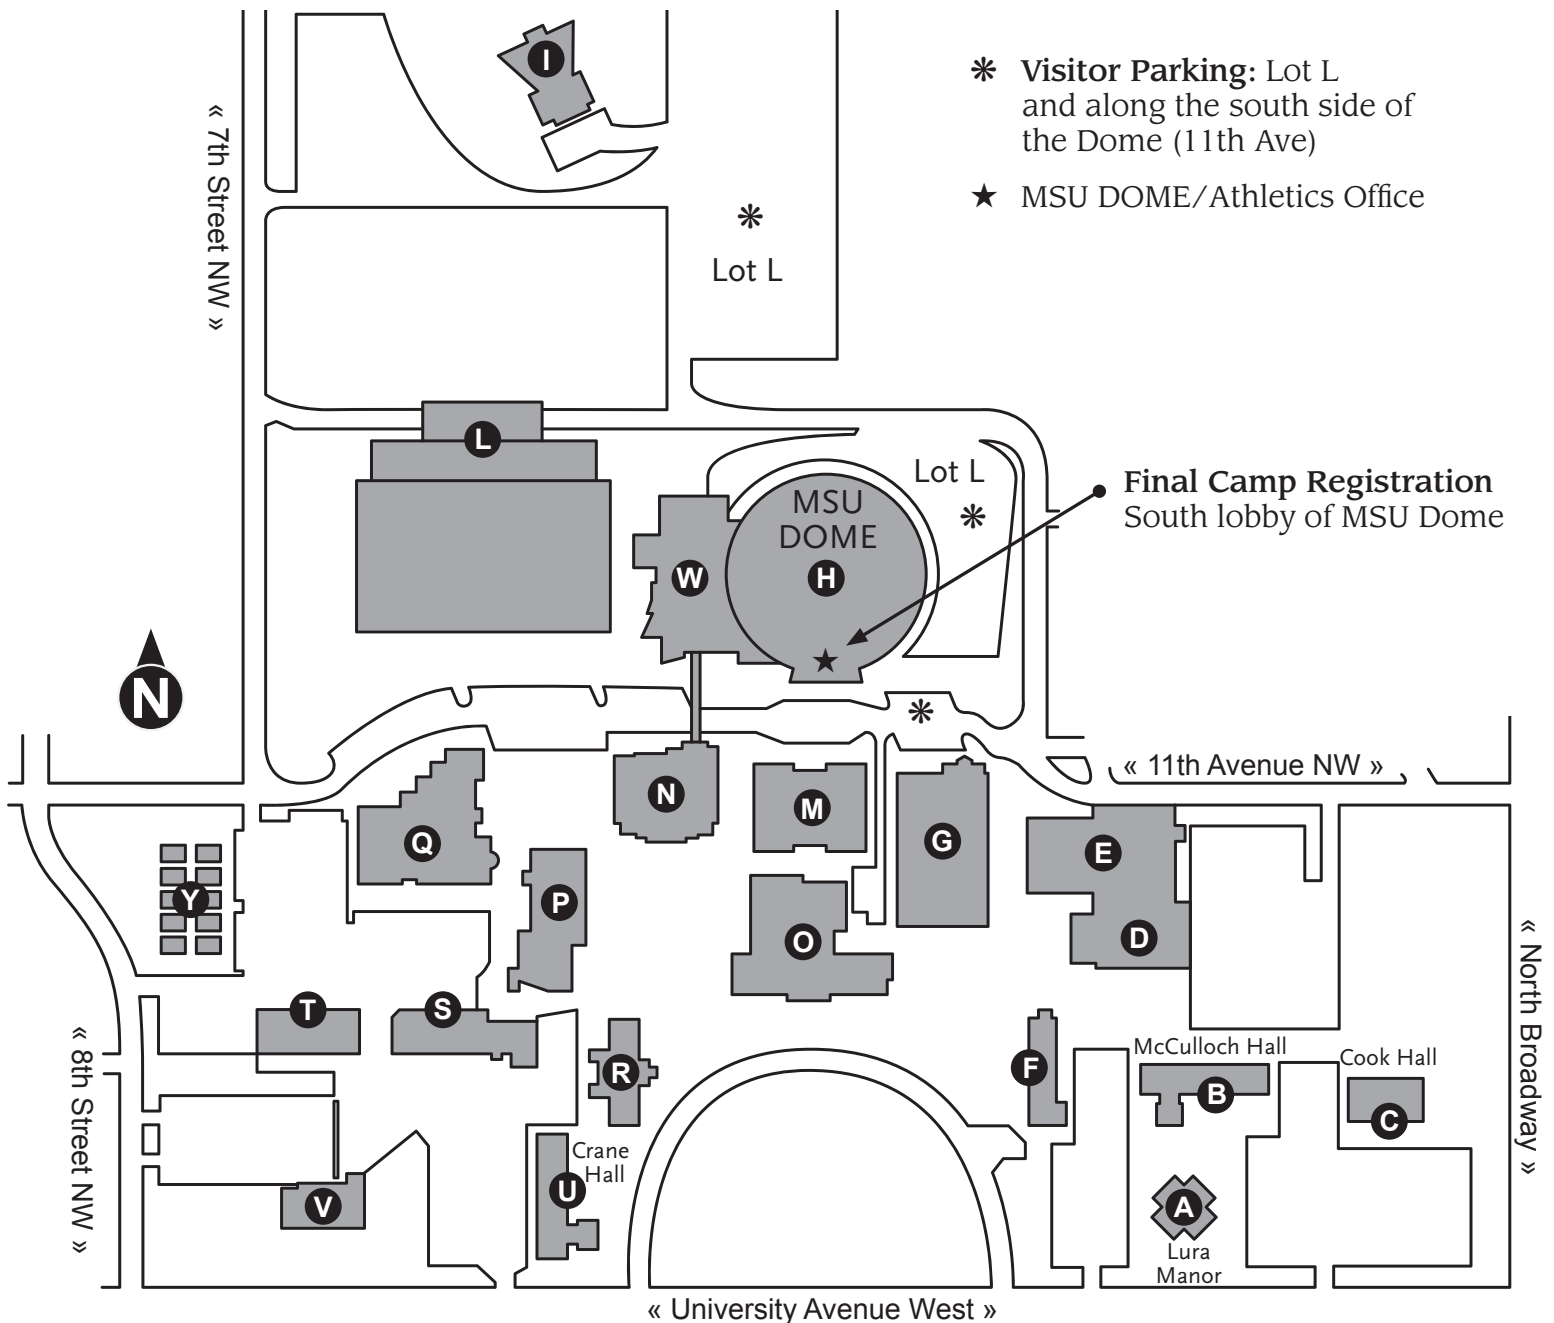 I
❋ Visitor Parking: Lot L
and along the south side of
the Dome (11th Ave)
★ MSU DOME/Athletics Office
« 7th Street NW »
❋
Lot L
L
Lot L
❋
Final Camp Registration
South lobby of MSU Dome
MSU
DOME
W
H
★
N
❋
« 11th Avenue NW »
N
M
Q
G
E
Y
P
O
D
« North Broadway »
T
S
« 8th Street NW »
R
F
McCulloch Hall
Cook Hall
B
C
Crane
Hall
U
V
A
Lura
Manor
« University Avenue West »